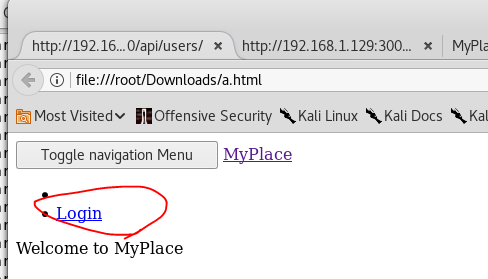 http://192.16...0/api/users/ × http://192.168.1.129:300... × MyPla
file:///root/Downloads/a.html
Most Visited Offensive Security Kali Linux Kali Docs Ka
Toggle navigation Menu MyPlace
Login
Welcome to MyPlace